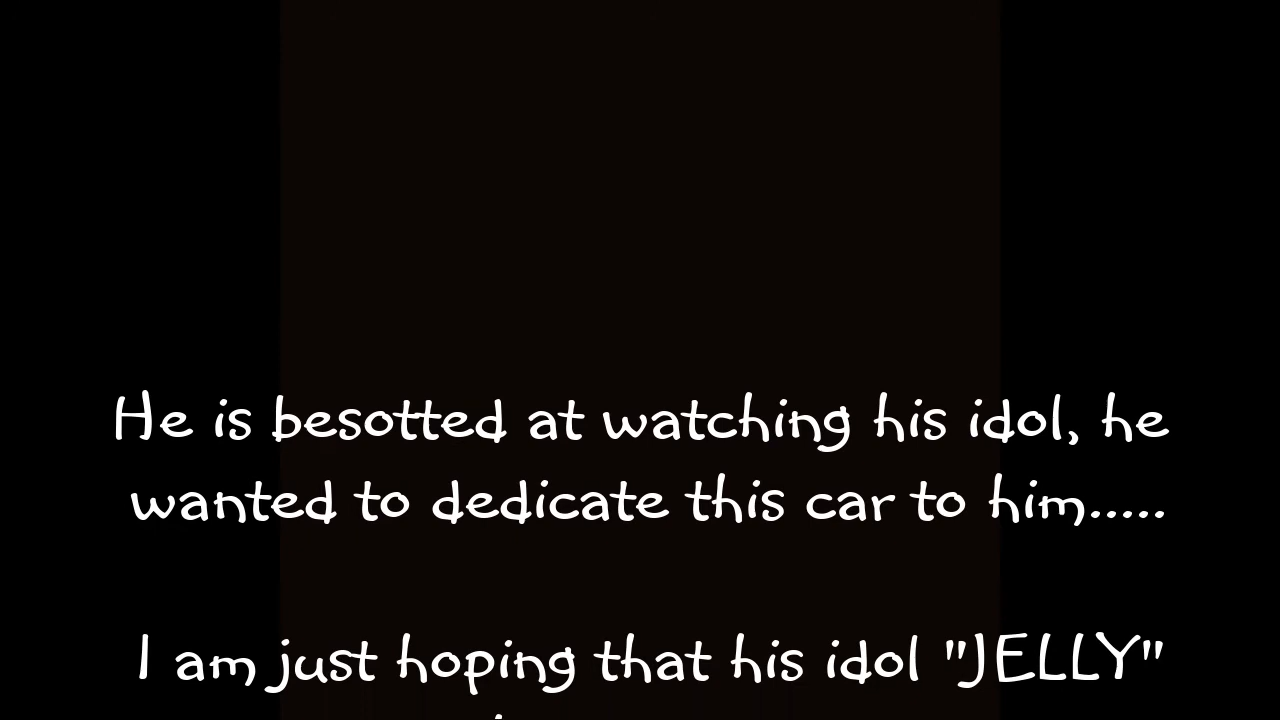 He is besotted at watching his idol, he
wanted to dedicate this car to him.....
I am just hoping that his idol "JELLY"